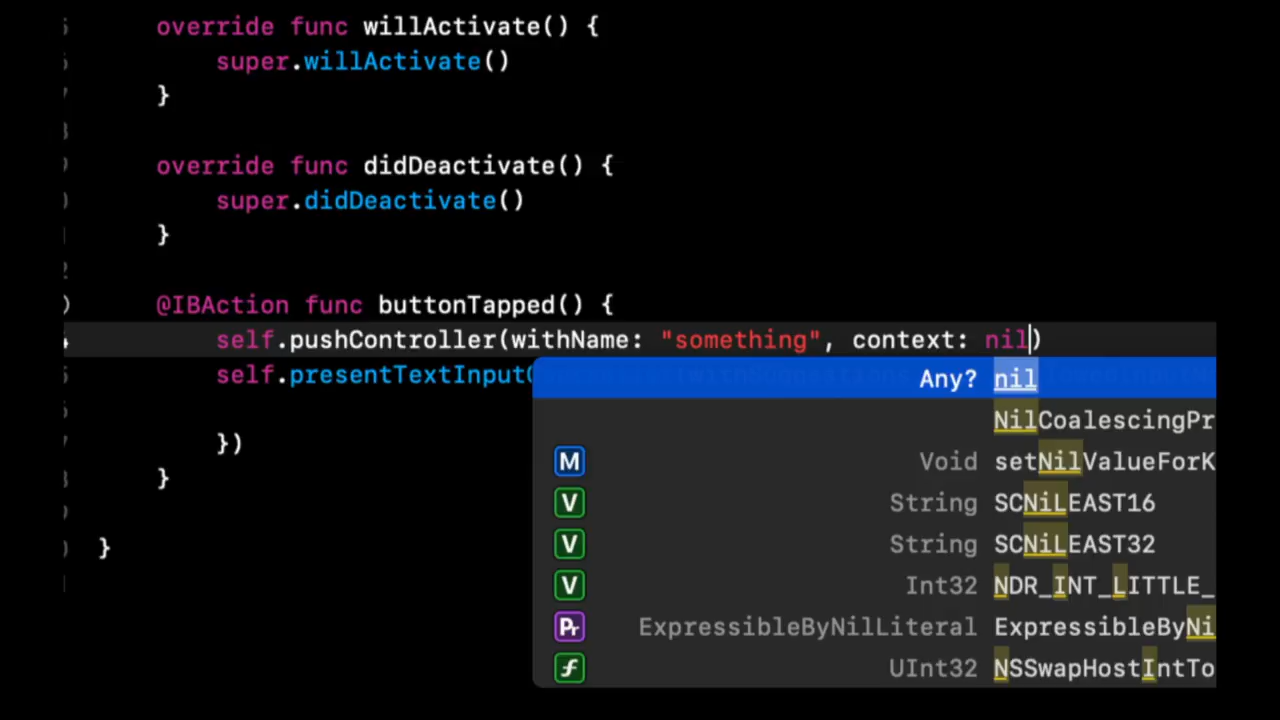 override func willActivate() {
super.willActivate()
}
override func didDeactivate() {
super.didDeactivate()
}
@IBAction func buttonTapped() {
self.pushController(withName: "something", context: nil)
self.presentTextInput(
Any? nil
NilCoalescingPr
})
M Void setNilValueForK
}
V String SCNiLEAST16
V String SCNiLEAST32
}
V Int32 NDR_INT_LITTLE_
Pr ExpressibleByNilLiteral ExpressibleByNi
f UInt32 NSSwapHostIntTo